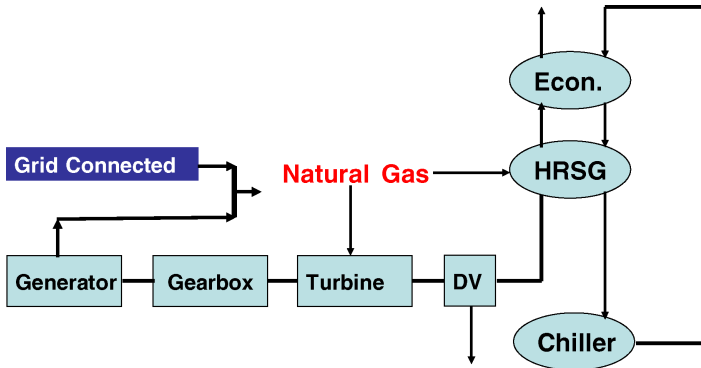 Econ.
Grid Connected
Natural Gas
HRSG
Generator
Gearbox
Turbine
DV
Chiller